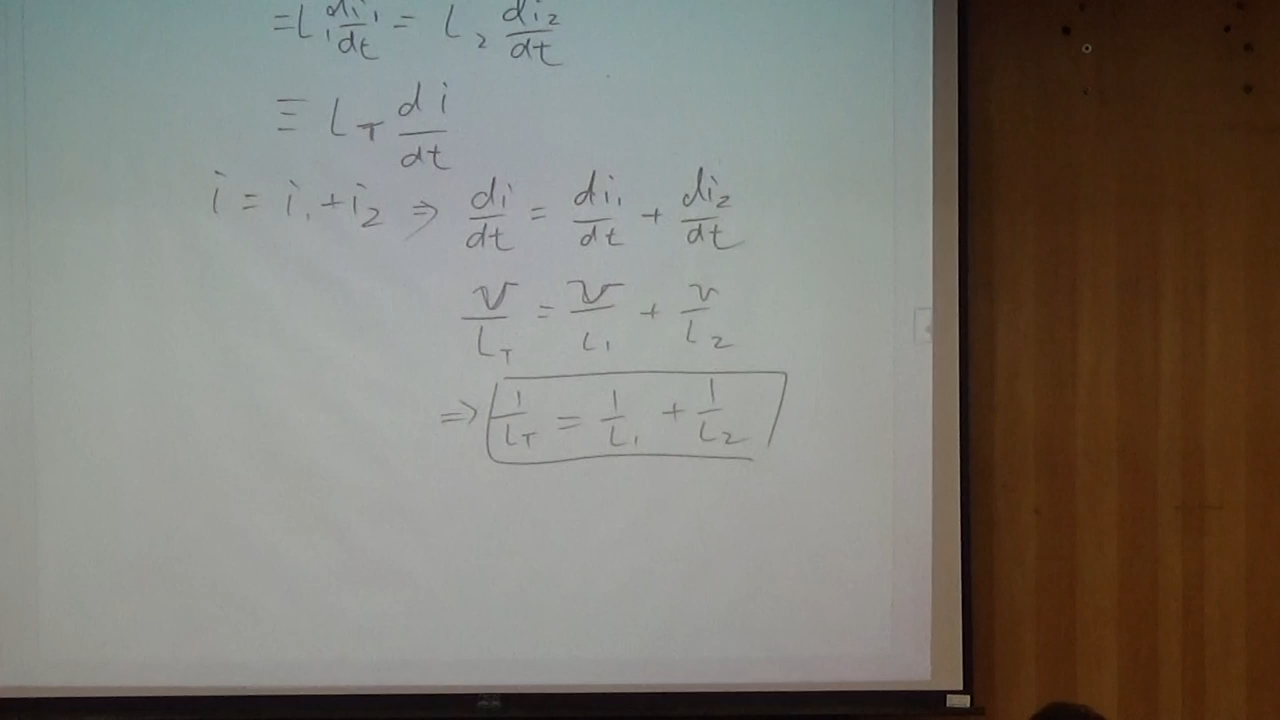 =L₁ di₁/dt = L₂ di₂/dt
≡ L_T di/dt
i = i₁+i₂ ⇒ di/dt = di₁/dt + di₂/dt
v/L_T = v/L₁ + v/L₂
⇒ 1/L_T = 1/L₁ + 1/L₂